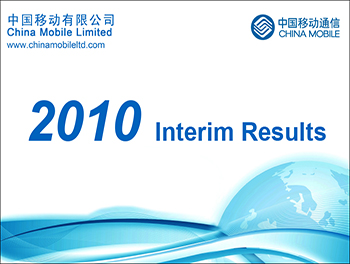 中国移动有限公司
China Mobile Limited
www.chinamobileltd.com
中国移动通信
CHINA MOBILE
2010 Interim Results